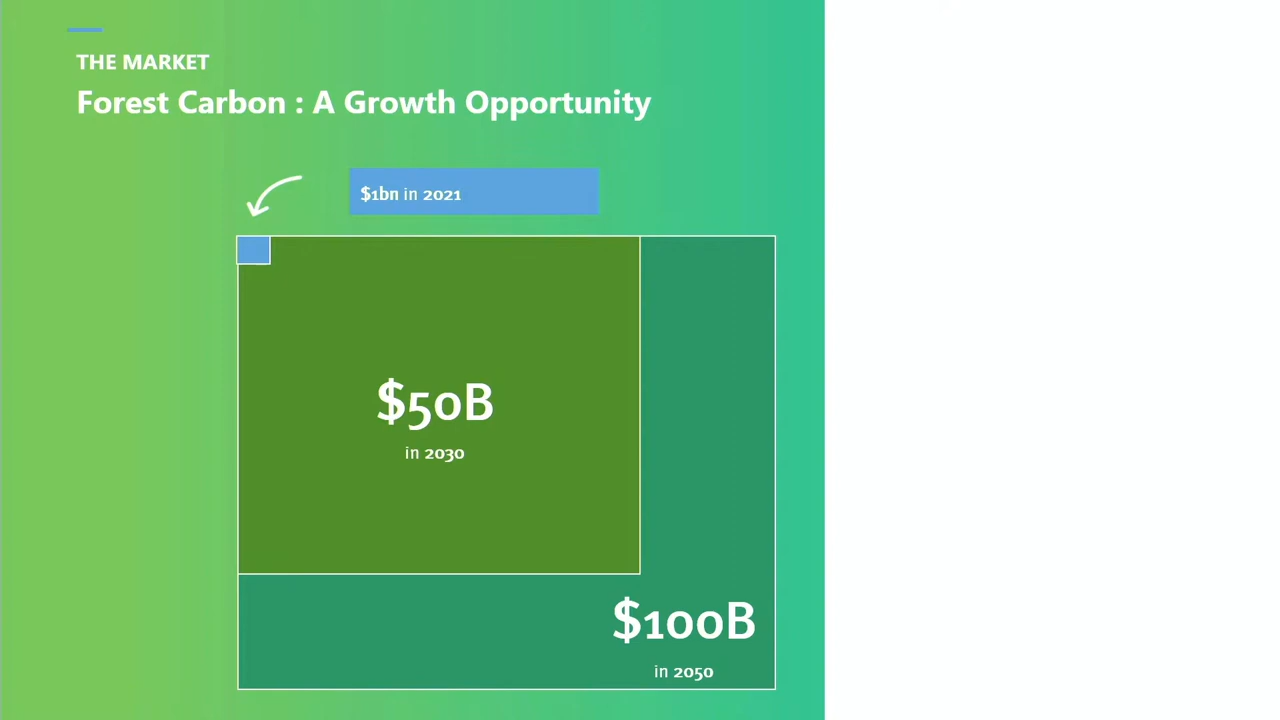 THE MARKET
Forest Carbon : A Growth Opportunity
$1bn in 2021
$50B
in 2030
$100B
in 2050